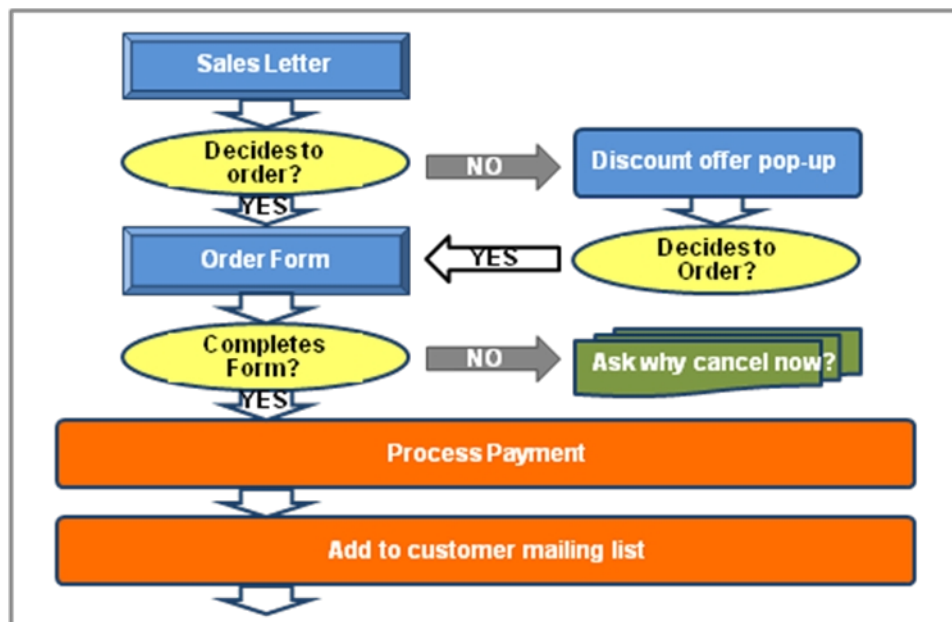 Sales Letter
Decides to
order?
NO
Discount offer pop-up
YES
Order Form
YES
Decides to
Order?
Completes
Form?
NO
Ask why cancel now?
YES
Process Payment
Add to customer mailing list